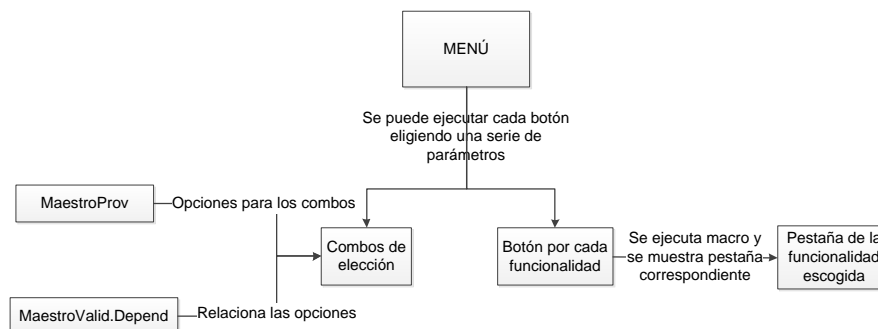 MENÚ
Se puede ejecutar cada botón
eligiendo una serie de
parámetros
MaestroProv
Opciones para los combos
Combos de
elección
Botón por cada
funcionalidad
Se ejecuta macro y
se muestra pestaña
correspondiente
Pestaña de la
funcionalidad
escogida
MaestroValid.Depend
Relaciona las opciones